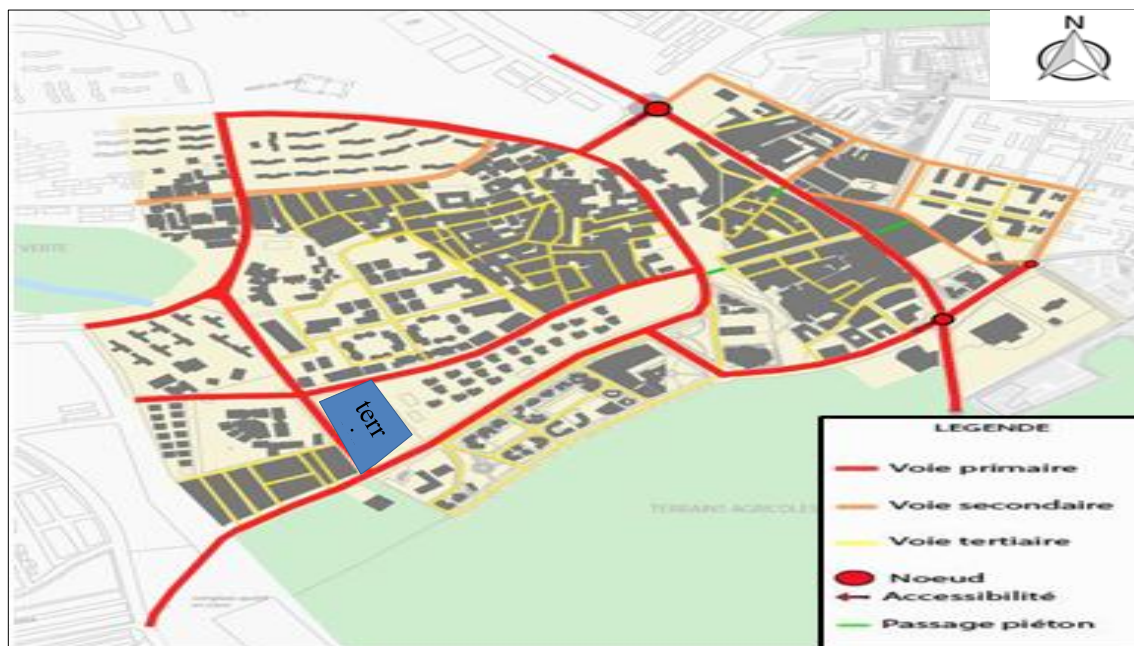 N
VERTE
terr
.
TERRAINS AGRICOLES
LEGENDE
Voie primaire
Voie secondaire
Voie tertiaire
Noeud
Accessibilité
Passage piéton